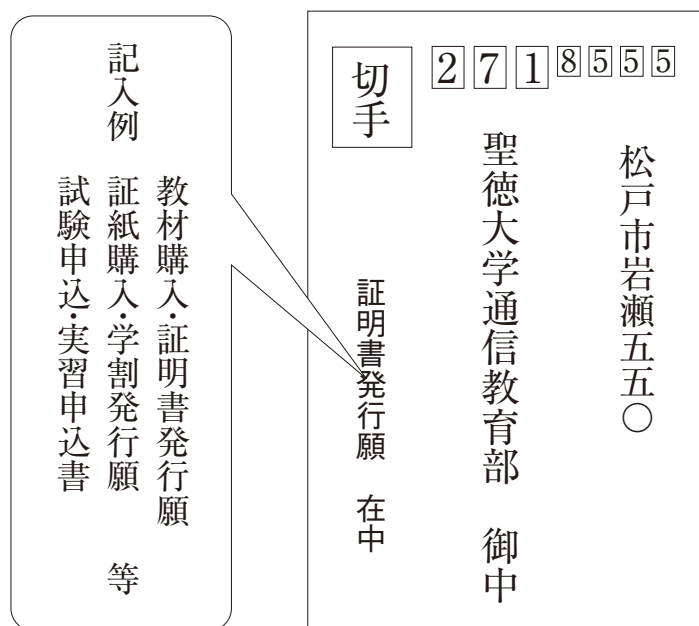 271 8555
松戸市岩瀬五五〇
聖徳大学通信教育部　御中
切手
証明書発行願　在中
記入例
教材購入・証明書発行願
証紙購入・学割発行願　等
試験申込・実習申込書